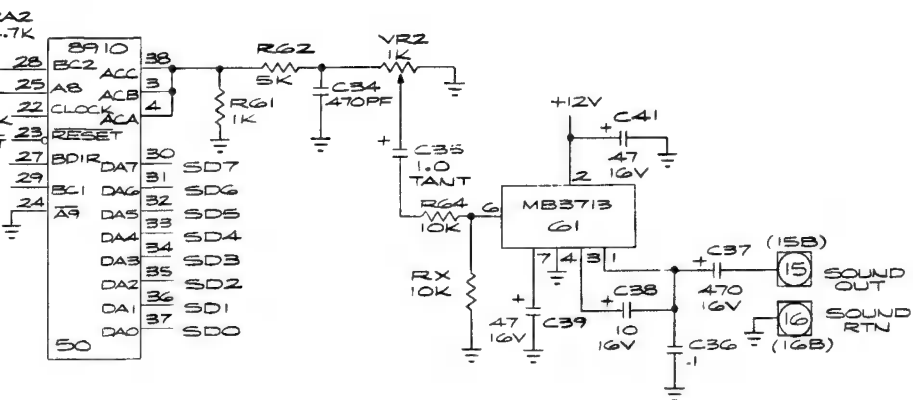 .7K
8910
28 BC2 ACC 38
25 A8 ACB 3
22 CLOCK ACA 4
23 RESET
27 BDIR DA7 30 SD7
29 BC1 DA6 31 SD6
24 A9 DA5 32 SD5
DA4 33 SD4
DA3 34 SD3
DA2 35 SD2
DA1 36 SD1
DA0 37 SD0
50
R62
5K
R61
1K
C34
470PF
VR2
1K
+ C35
1.0
TANT
R64
10K
RX
10K
+12V
+ C41
47
16V
2
6 MB3713
61
7 4 3 1
+ C39
47
16V
+ C38
10
16V
C36
.1
+ C37
470
16V
(15B)
15 SOUND
OUT
16 SOUND
RTN
(16B)